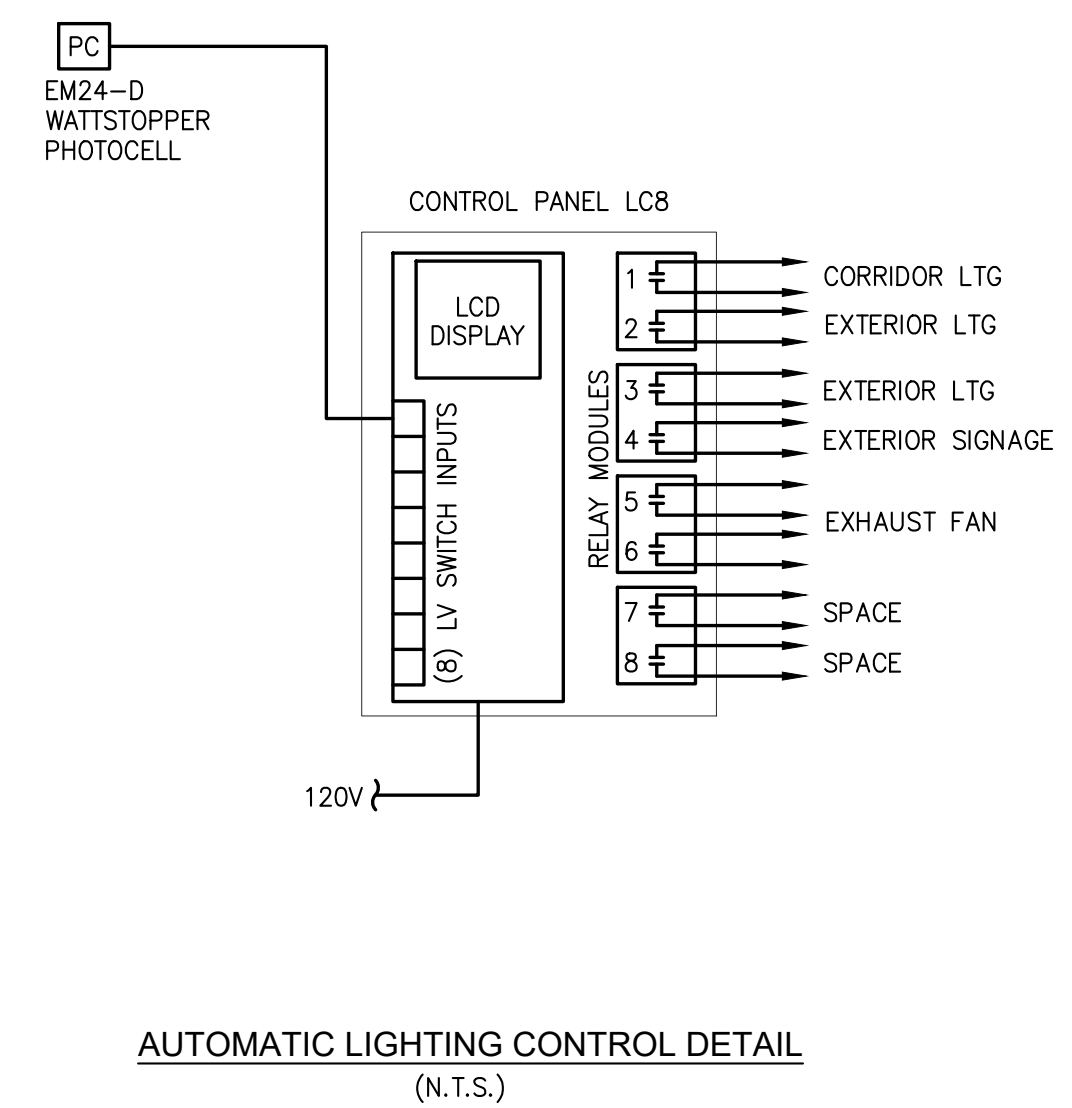 PC
EM24-D
WATTSTOPPER
PHOTOCELL
CONTROL PANEL LC8
LCD
DISPLAY
(8) LV SWITCH INPUTS
RELAY MODULES
1
CORRIDOR LTG
2
EXTERIOR LTG
3
EXTERIOR LTG
4
EXTERIOR SIGNAGE
5
EXHAUST FAN
6
7
SPACE
8
SPACE
120V
AUTOMATIC LIGHTING CONTROL DETAIL
(N.T.S.)